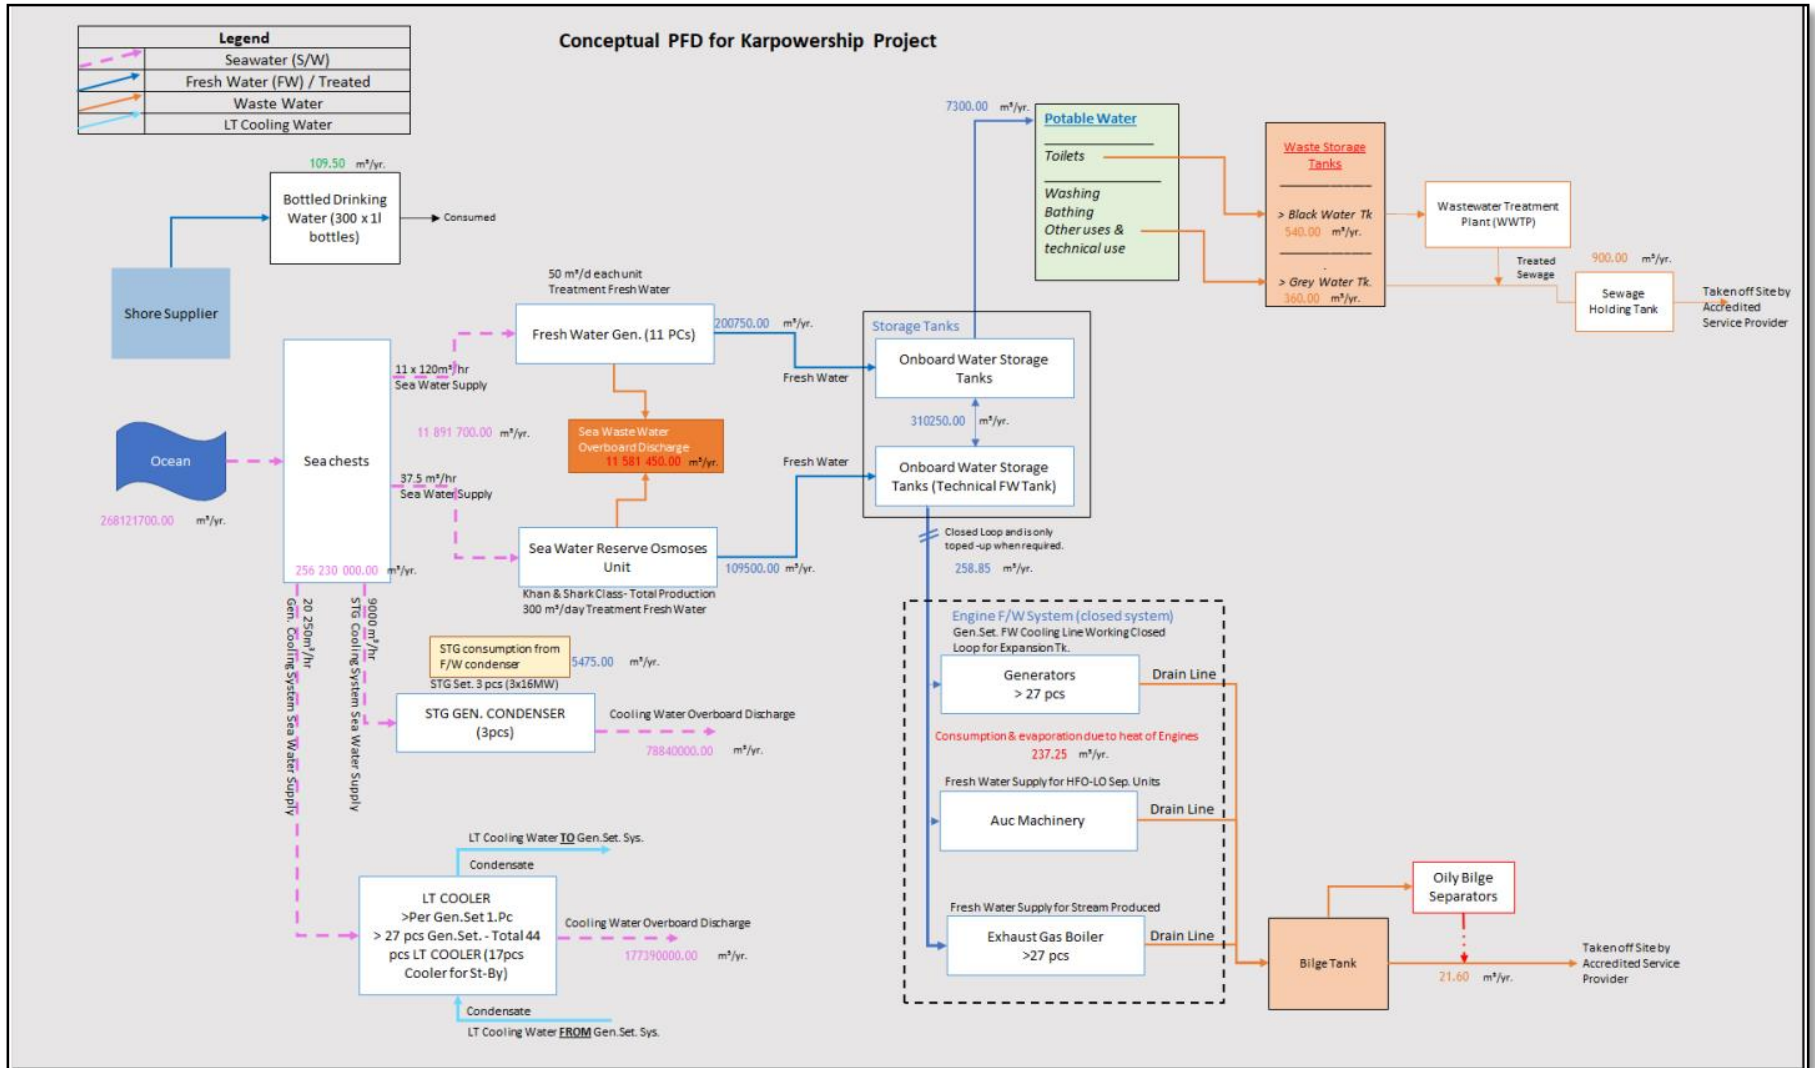 Conceptual PFD for Karpowership Project
Legend
Seawater (S/W)
Fresh Water (FW) / Treated
Waste Water
LT Cooling Water
109.50 m³/yr.
Bottled Drinking
Water (300 x 1l
bottles)
Consumed
Shore Supplier
Ocean
268121700.00 m³/yr.
Sea chests
256 230 000.00 m³/yr.
11 x 120m³/hr
Sea Water Supply
11 891 700.00 m³/yr.
37.5 m³/hr
Sea Water Supply
20 250m³/hr
Gen. Cooling System Sea Water Supply
9000 m³/hr
STG Cooling System Sea Water Supply
50 m³/d each unit
Treatment Fresh Water
Fresh Water Gen. (11 PCs)
200750.00 m³/yr.
Fresh Water
Sea Waste Water
Overboard Discharge
11 581 450.00 m³/yr.
Sea Water Reserve Osmoses
Unit
109500.00 m³/yr.
Fresh Water
Khan & Shark Class- Total Production
300 m³/day Treatment Fresh Water
STG consumption from
F/W condenser
5475.00 m³/yr.
STG Set. 3 pcs (3x16MW)
STG GEN. CONDENSER
(3pcs)
Cooling Water Overboard Discharge
78840000.00 m³/yr.
LT Cooling Water TO Gen.Set. Sys.
Condensate
LT COOLER
>Per Gen.Set 1.Pc
> 27 pcs Gen.Set. - Total 44
pcs LT COOLER (17pcs
Cooler for St-By)
Cooling Water Overboard Discharge
177390000.00 m³/yr.
Condensate
LT Cooling Water FROM Gen.Set. Sys.
Storage Tanks
Onboard Water Storage
Tanks
310250.00 m³/yr.
Onboard Water Storage
Tanks (Technical FW Tank)
Closed Loop and is only
toped -up when required.
258.85 m³/yr.
7300.00 m³/yr.
Potable Water
Toilets
Washing
Bathing
Other uses &
technical use
Waste Storage
Tanks
> Black Water Tk
540.00 m³/yr.
.
> Grey Water Tk.
360.00 m³/yr.
Wastewater Treatment
Plant (WWTP)
Treated
Sewage
900.00 m³/yr.
Sewage
Holding Tank
Taken off Site by
Accredited
Service Provider
Engine F/W System (closed system)
Gen.Set. FW Cooling Line Working Closed
Loop for Expansion Tk.
Generators
> 27 pcs
Drain Line
Consumption & evaporation due to heat of Engines
237.25 m³/yr.
Fresh Water Supply for HFO-LO Sep. Units
Auc Machinery
Drain Line
Fresh Water Supply for Stream Produced
Exhaust Gas Boiler
>27 pcs
Drain Line
Bilge Tank
Oily Bilge
Separators
21.60 m³/yr.
Taken off Site by
Accredited Service
Provider